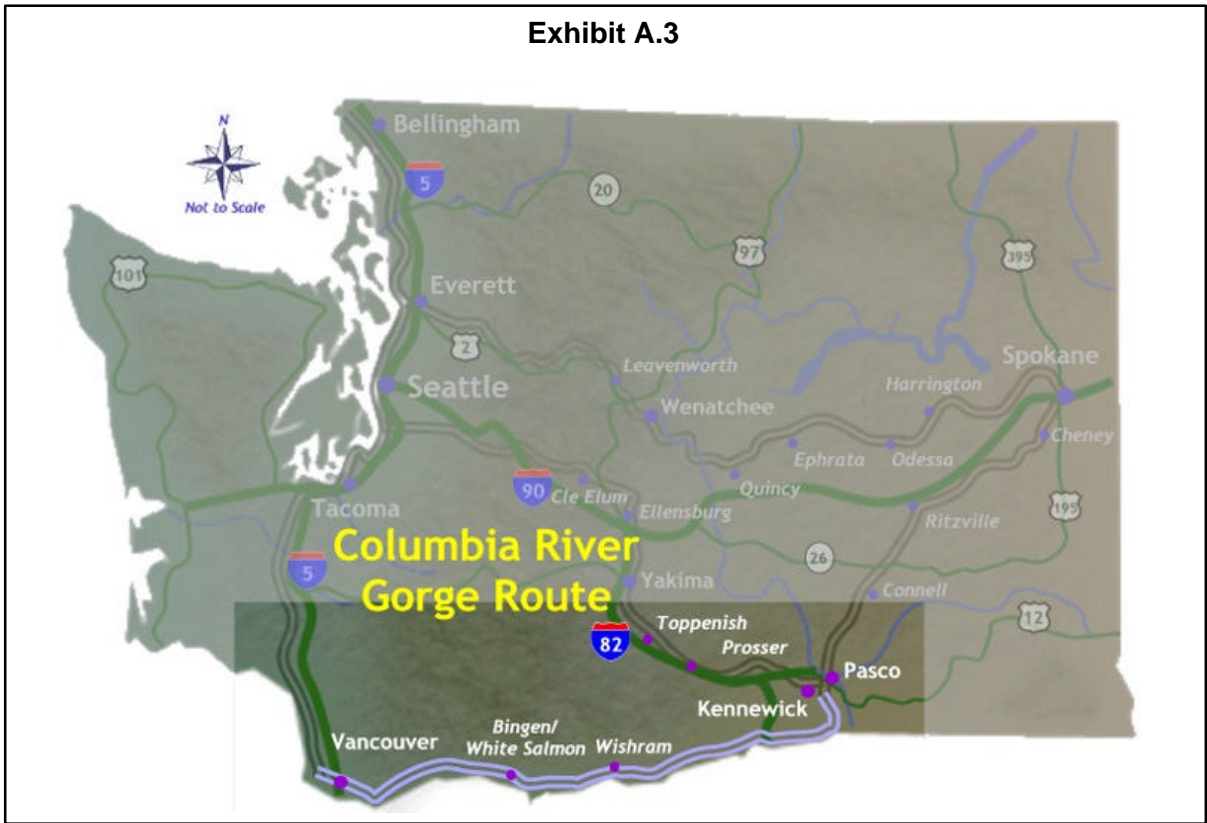 Exhibit A.3
N
Not to Scale
Bellingham
5
20
97
395
101
Everett
2
Leavenworth
Spokane
Seattle
Harrington
Wenatchee
Cheney
Ephrata
Odessa
90
Cle Elum
Quincy
Tacoma
Ellensburg
Ritzville
195
Columbia River
Gorge Route
5
26
Yakima
Connell
82
Toppenish
12
Prosser
Pasco
Kennewick
Vancouver
Bingen/
White Salmon
Wishram